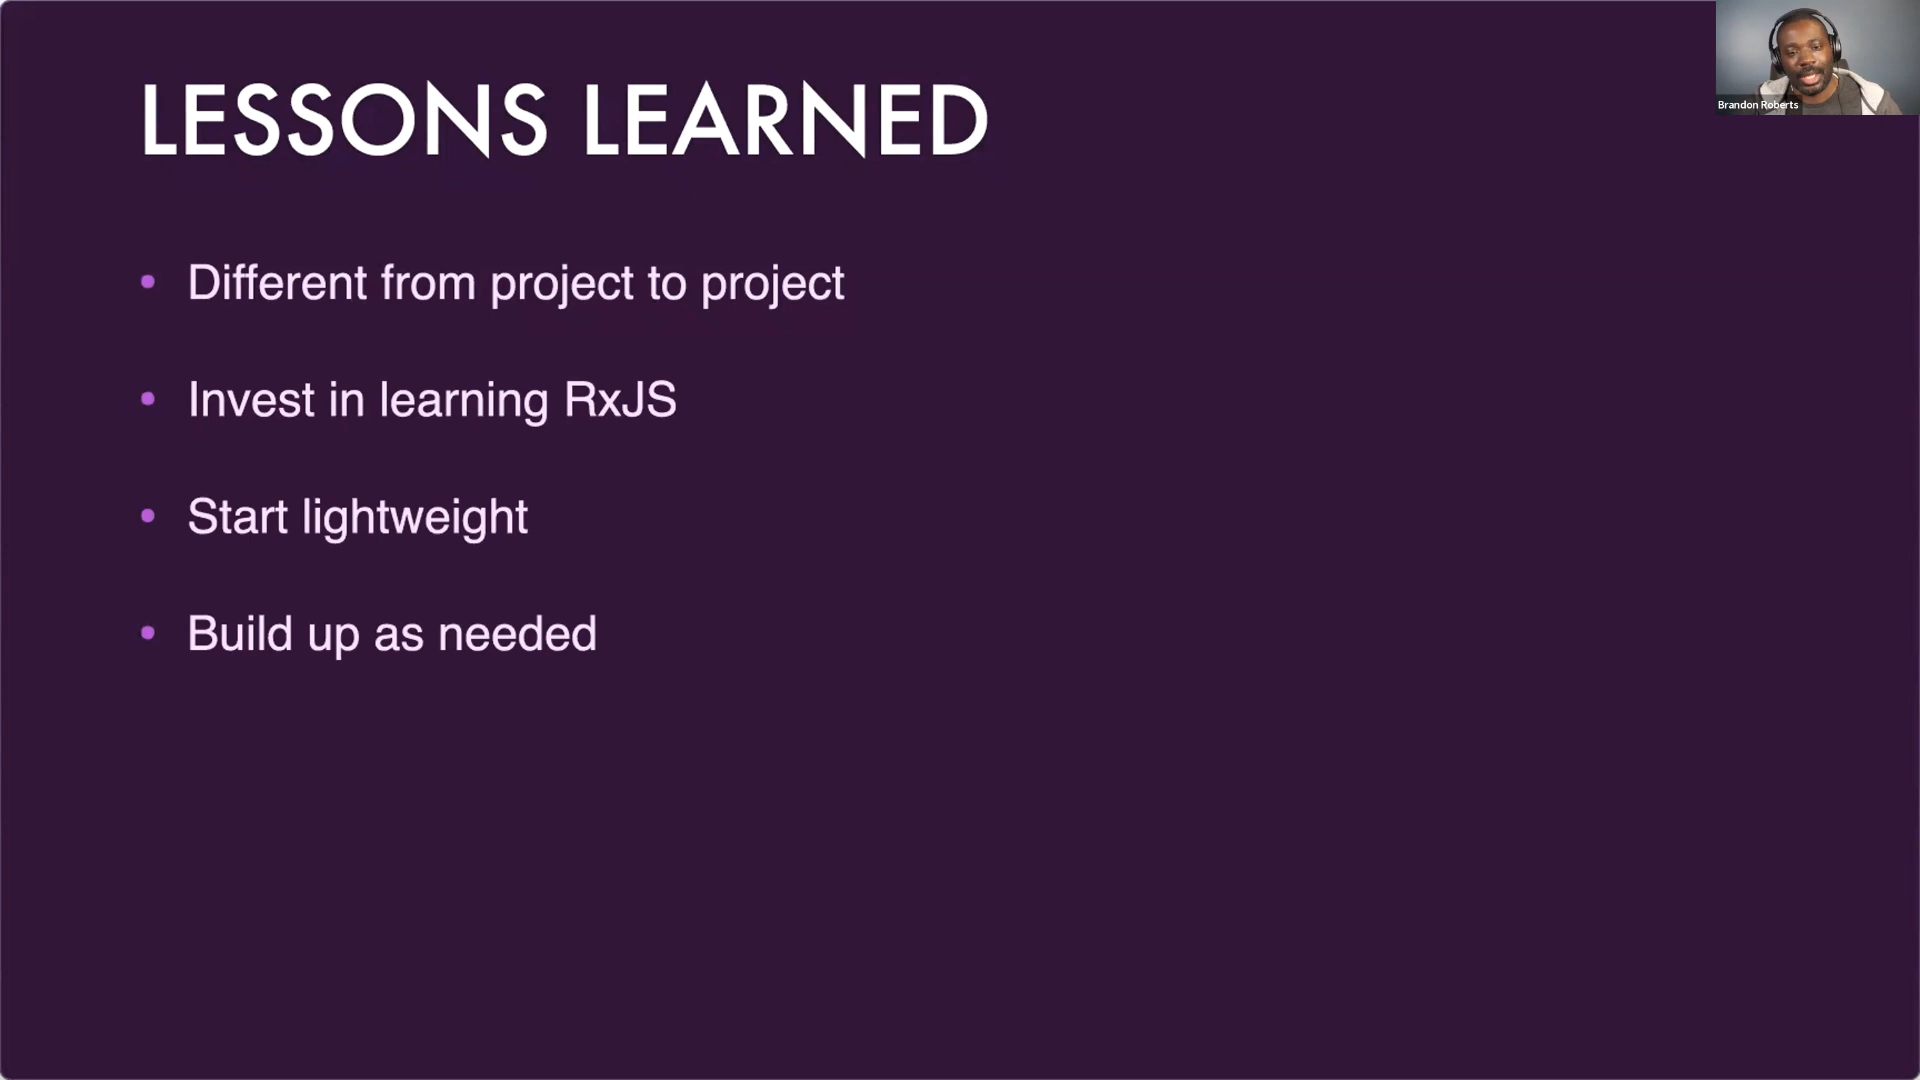 LESSONS LEARNED
Brandon Roberts
• Different from project to project
• Invest in learning RxJS
• Start lightweight
• Build up as needed